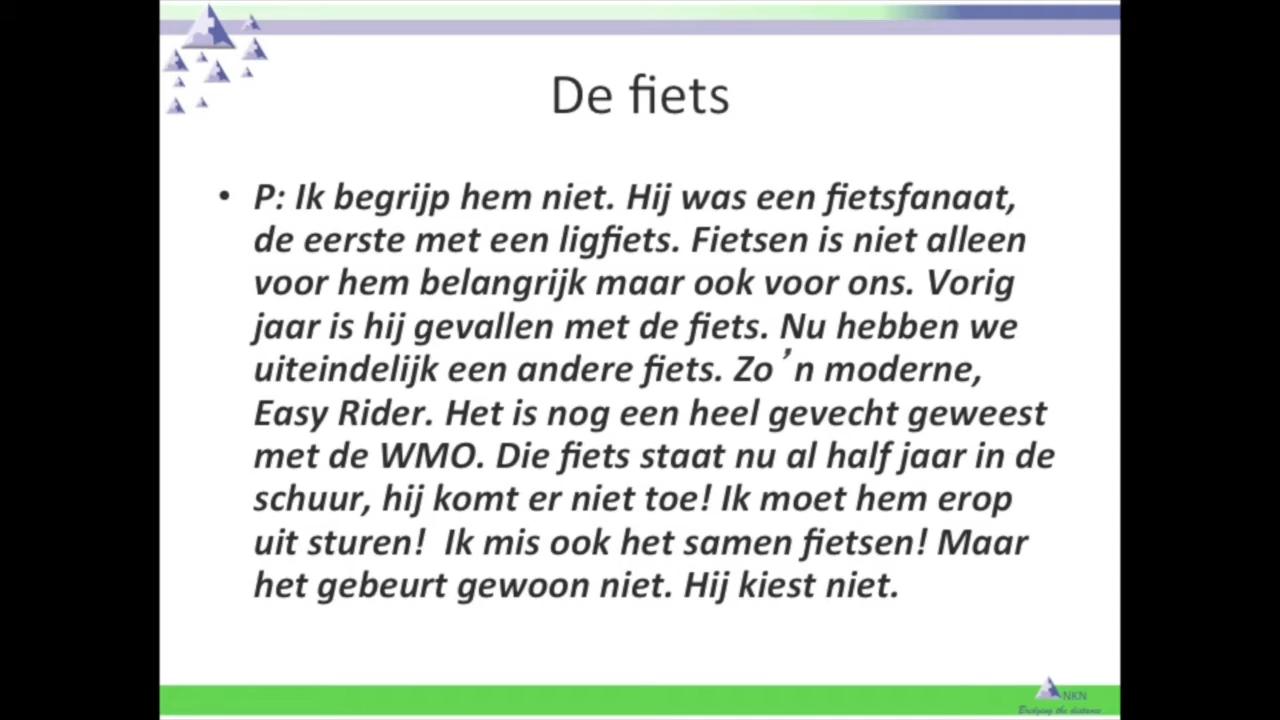 De fiets
• P: Ik begrijp hem niet. Hij was een fietsfanaat,
de eerste met een ligfiets. Fietsen is niet alleen
voor hem belangrijk maar ook voor ons. Vorig
jaar is hij gevallen met de fiets. Nu hebben we
uiteindelijk een andere fiets. Zo’n moderne,
Easy Rider. Het is nog een heel gevecht geweest
met de WMO. Die fiets staat nu al half jaar in de
schuur, hij komt er niet toe! Ik moet hem erop
uit sturen! Ik mis ook het samen fietsen! Maar
het gebeurt gewoon niet. Hij kiest niet.
NKN
Bridging the distance